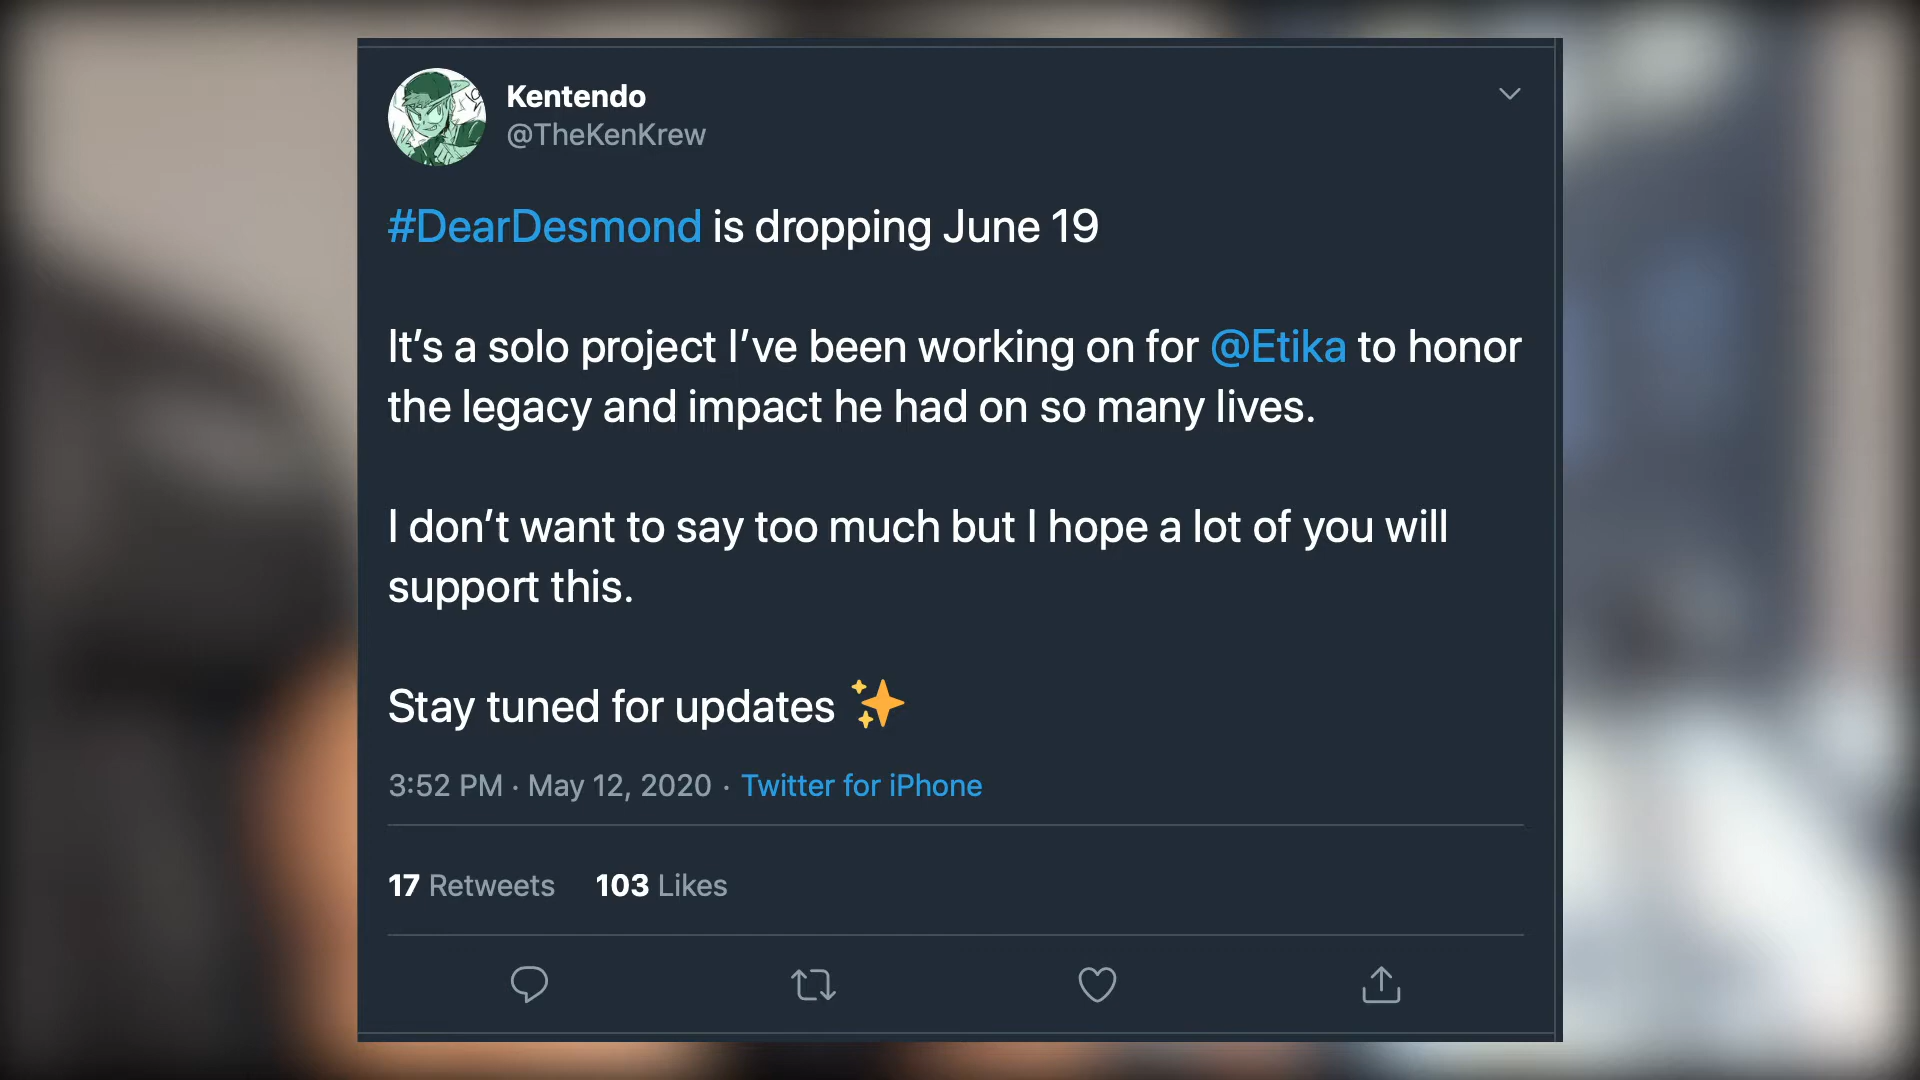 Kentendo
@TheKenKrew
#DearDesmond is dropping June 19
It’s a solo project I’ve been working on for @Etika to honor
the legacy and impact he had on so many lives.
I don’t want to say too much but I hope a lot of you will
support this.
Stay tuned for updates ✨
3:52 PM · May 12, 2020 · Twitter for iPhone
17 Retweets 103 Likes